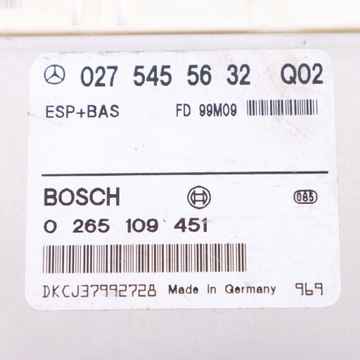 027 545 56 32 Q02
ESP+BAS FD 99M09
BOSCH 085
0 265 109 451
DKCJ37992728 Made In Germany 969